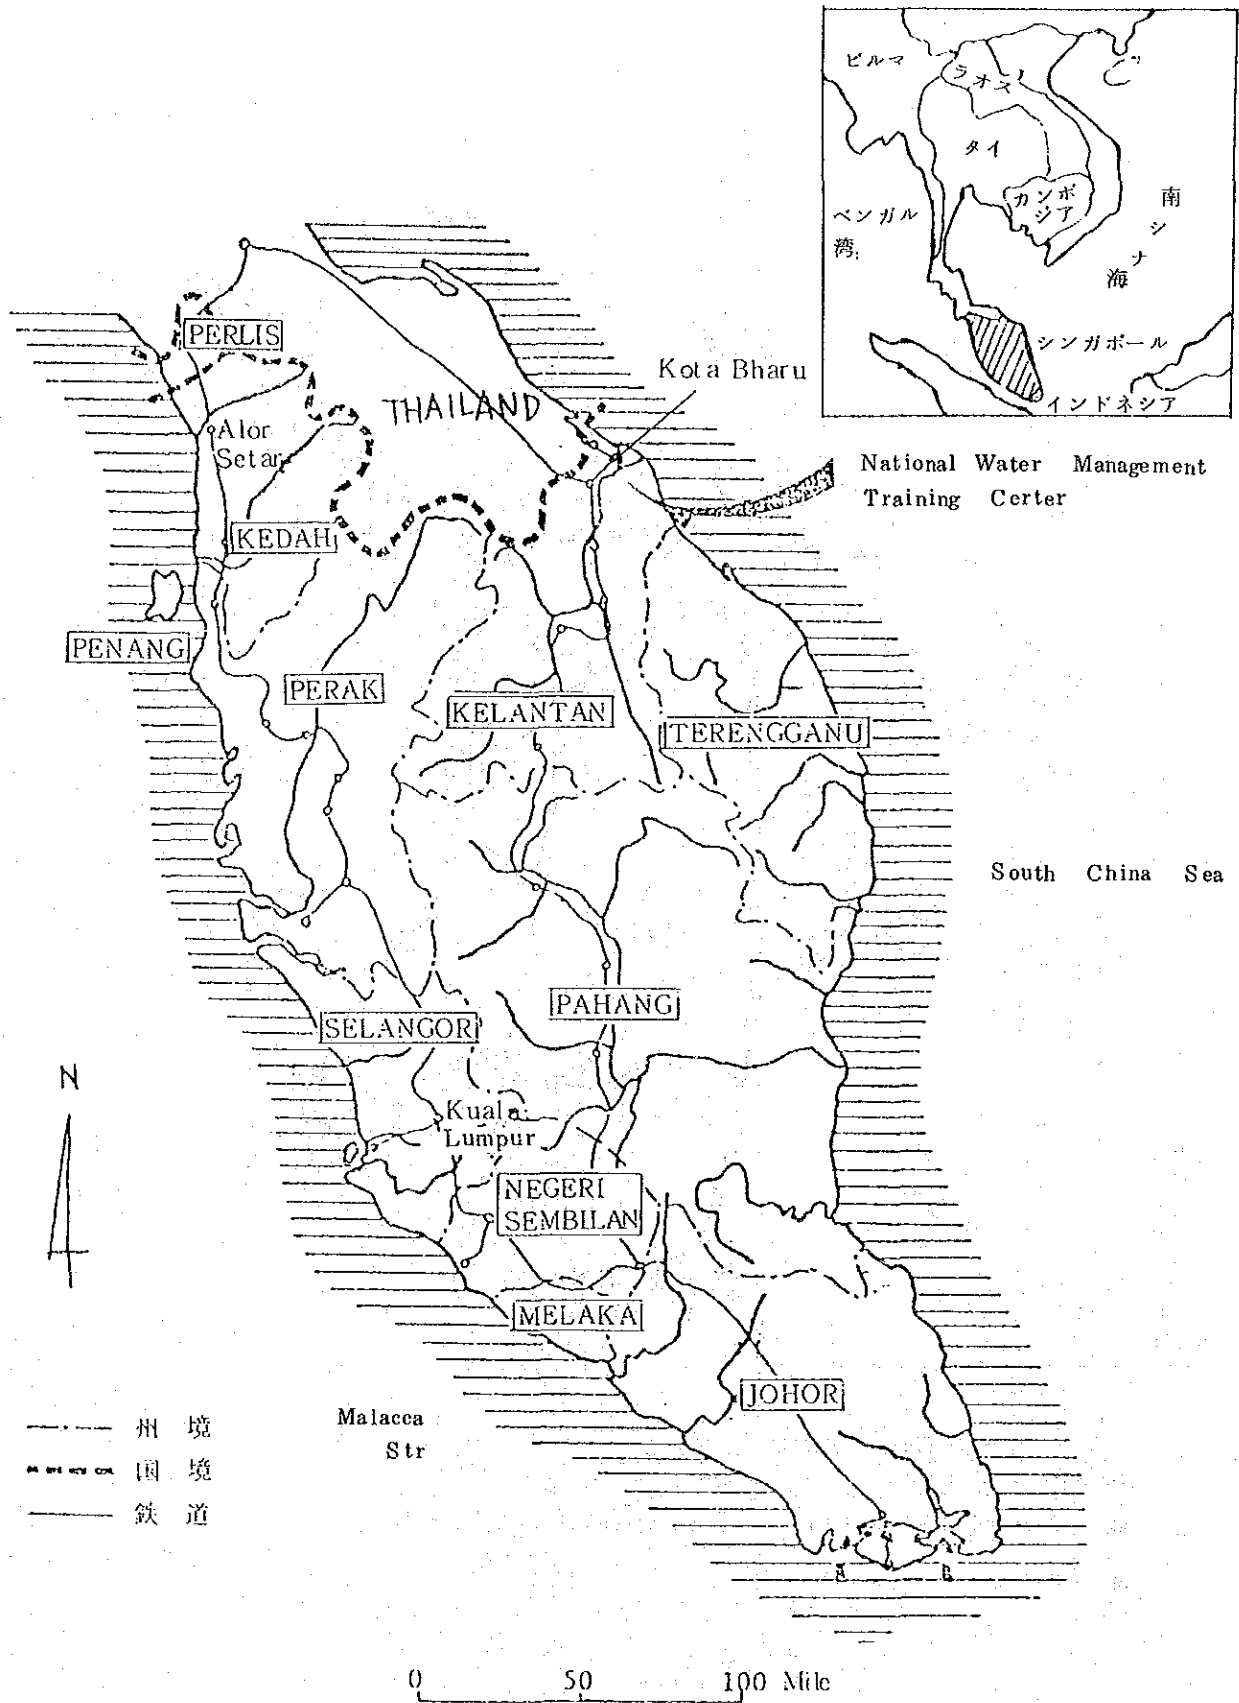 ビルマ
ラオス
タイ
カンボ
ジア
ベンガル
湾
南シナ海
シンガポール
インドネシア
PERLIS
THAILAND
Kota Bharu
Alor
Setar
National Water Management
Training Certer
KEDAH
PENANG
PERAK
KELANTAN
TERENGGANU
South China Sea
PAHANG
SELANGOR
N
Kuala
Lumpur
NEGERI
SEMBILAN
MELAKA
JOHOR
Malacca
Str
州境
国境
鉄道
0 50 100 Mile